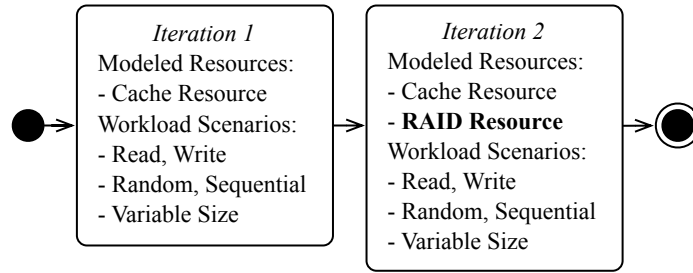 Iteration 1
Modeled Resources:
- Cache Resource
Workload Scenarios:
- Read, Write
- Random, Sequential
- Variable Size
Iteration 2
Modeled Resources:
- Cache Resource
- RAID Resource
Workload Scenarios:
- Read, Write
- Random, Sequential
- Variable Size